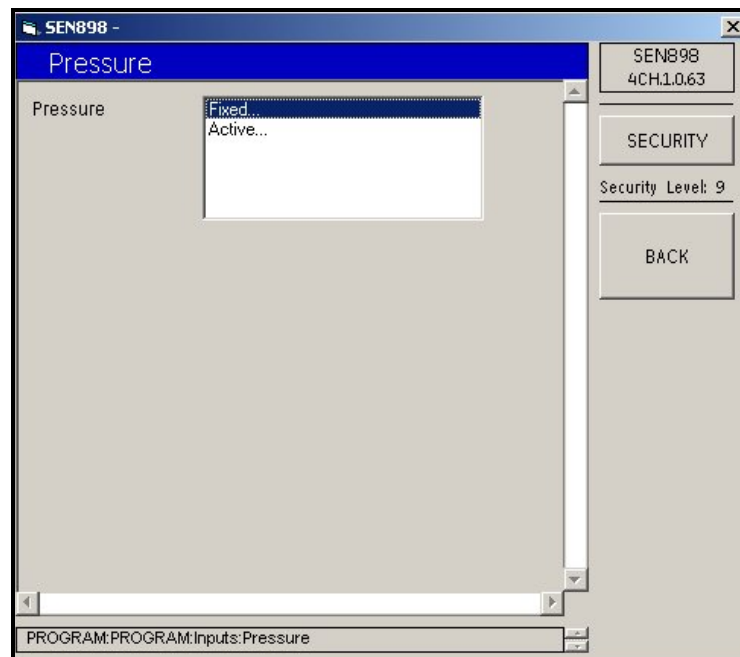 SEN898 -
Pressure
Pressure
Fixed...
Active...
SEN898
4CH.1.0.63
SECURITY
Security Level: 9
BACK
PROGRAM:PROGRAM:Inputs:Pressure